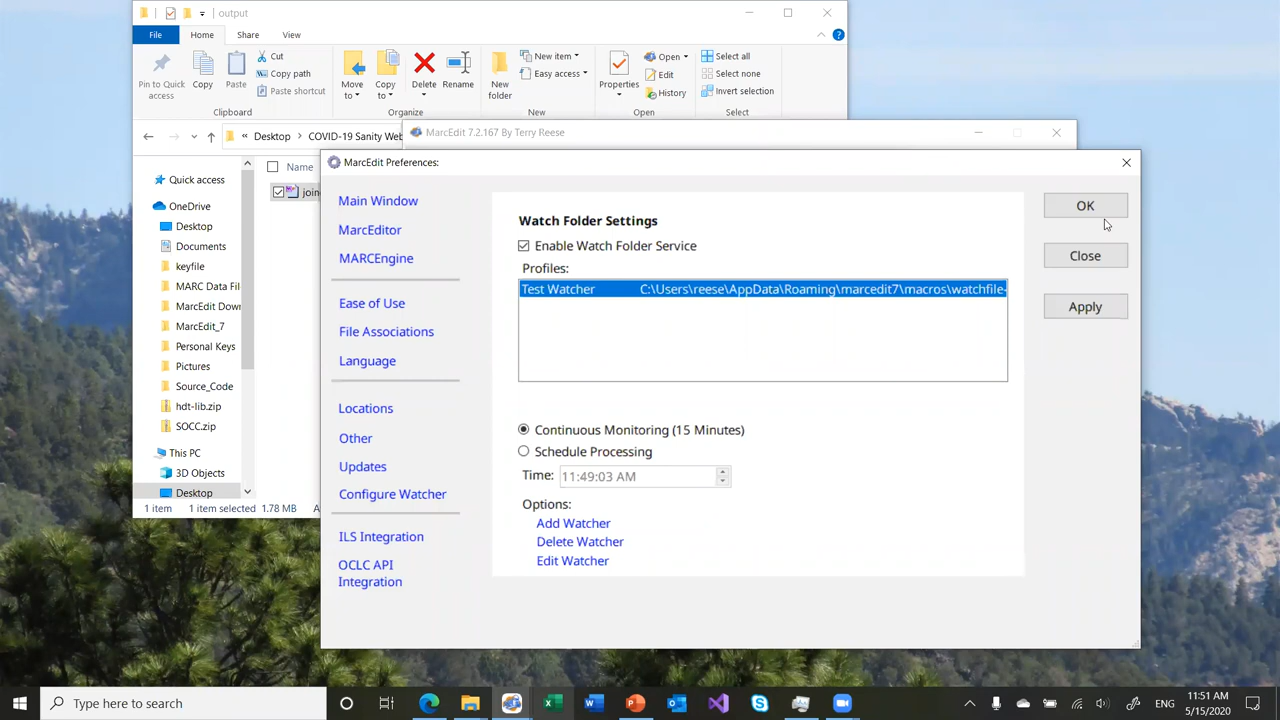 output
File
Home
Share
View
Pin to Quick
access
Copy
Paste
Cut
Copy path
Paste shortcut
Clipboard
Move
to
Copy
to
Delete
Rename
Organize
New
folder
New item
Easy access
New
Properties
Open
Edit
History
Open
Select all
Select none
Invert selection
Select
« Desktop > COVID-19 Sanity Web
MarcEdit 7.2.167 By Terry Reese
Name
join
Quick access
OneDrive
Desktop
Documents
keyfile
MARC Data Fil
MarcEdit Down
MarcEdit_7
Personal Keys
Pictures
Source_Code
hdt-lib.zip
SOCC.zip
This PC
3D Objects
Desktop
1 item
1 item selected
1.78 MB
MarcEdit Preferences:
Main Window
MarcEditor
MARCEngine
Ease of Use
File Associations
Language
Locations
Other
Updates
Configure Watcher
ILS Integration
OCLC API
Integration
Watch Folder Settings
Enable Watch Folder Service
Profiles:
Test Watcher C:\Users\reese\AppData\Roaming\marcedit7\macros\watchfile-
Continuous Monitoring (15 Minutes)
Schedule Processing
Time: 11:49:03 AM
Options:
Add Watcher
Delete Watcher
Edit Watcher
OK
Close
Apply
Type here to search
ENG
11:51 AM
5/15/2020